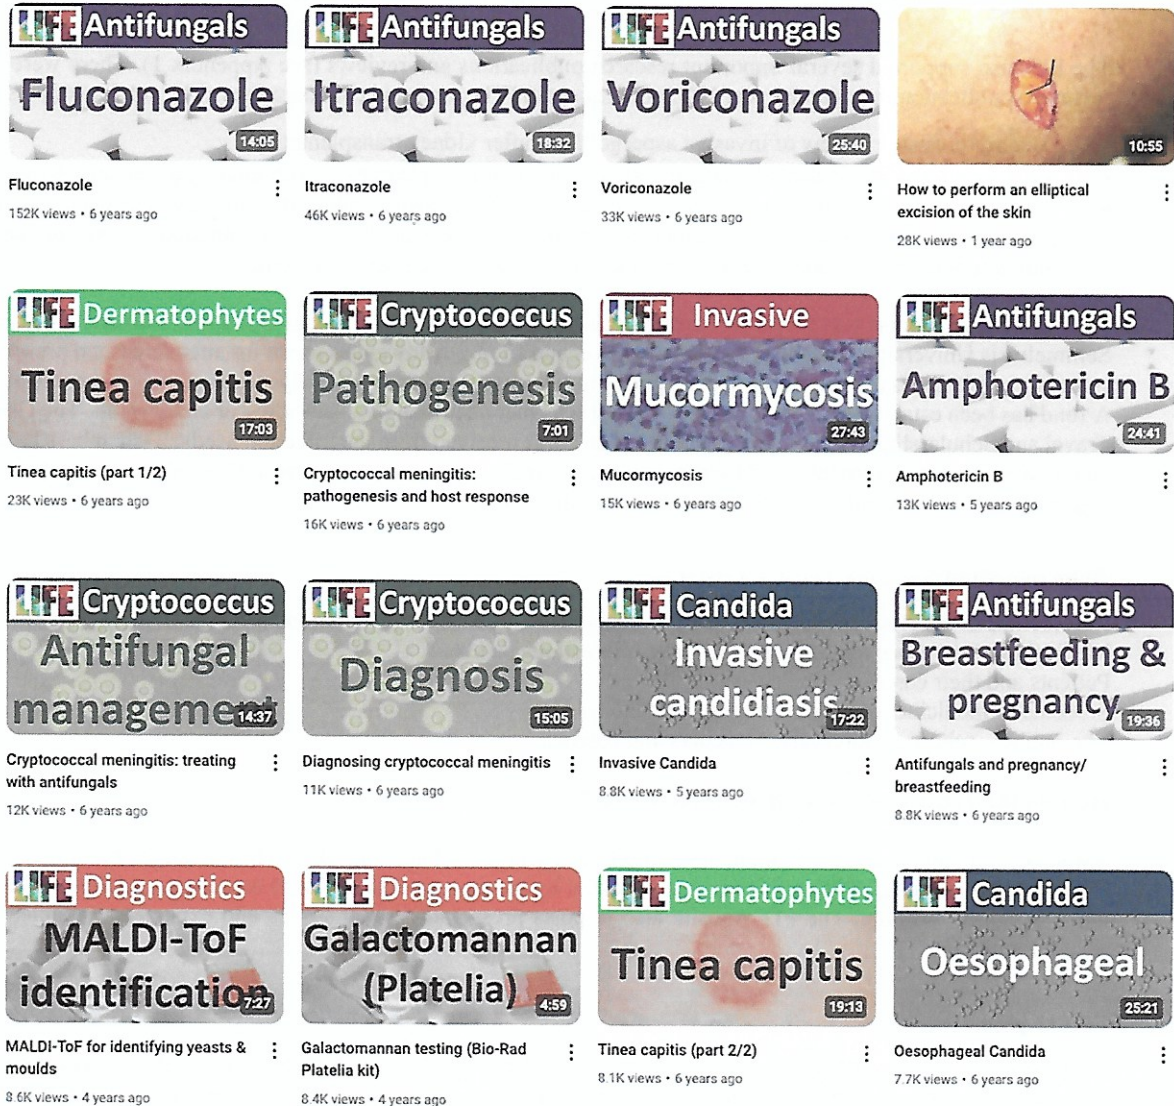 LIFE Antifungals
Fluconazole
14:05
Fluconazole
152K views • 6 years ago
LIFE Antifungals
Itraconazole
18:32
Itraconazole
46K views • 6 years ago
LIFE Antifungals
Voriconazole
25:40
Voriconazole
33K views • 6 years ago
10:55
How to perform an elliptical
excision of the skin
28K views • 1 year ago
LIFE Dermatophytes
Tinea capitis
17:03
Tinea capitis (part 1/2)
23K views • 6 years ago
LIFE Cryptococcus
Pathogenesis
7:01
Cryptococcal meningitis:
pathogenesis and host response
16K views • 6 years ago
LIFE Invasive
Mucormycosis
27:43
Mucormycosis
15K views • 6 years ago
LIFE Antifungals
Amphotericin B
24:41
Amphotericin B
13K views • 5 years ago
LIFE Cryptococcus
Antifungal
management
14:37
Cryptococcal meningitis: treating
with antifungals
12K views • 6 years ago
LIFE Cryptococcus
Diagnosis
15:05
Diagnosing cryptococcal meningitis
11K views • 6 years ago
LIFE Candida
Invasive
candidiasis
17:22
Invasive Candida
8.8K views • 5 years ago
LIFE Antifungals
Breastfeeding &
pregnancy
19:36
Antifungals and pregnancy/
breastfeeding
8.8K views • 6 years ago
LIFE Diagnostics
MALDI-ToF
identification
7:27
MALDI-ToF for identifying yeasts &
moulds
8.6K views • 4 years ago
LIFE Diagnostics
Galactomannan
(Platelia)
4:59
Galactomannan testing (Bio-Rad
Platelia kit)
8.4K views • 4 years ago
LIFE Dermatophytes
Tinea capitis
19:13
Tinea capitis (part 2/2)
8.1K views • 6 years ago
LIFE Candida
Oesophageal
25:21
Oesophageal Candida
7.7K views • 6 years ago